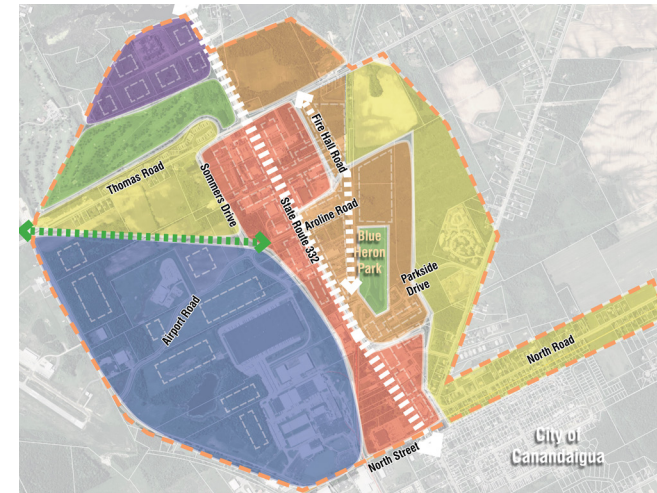 Fire Hall Road
Thomas Road
Sommers Drive
State Route 332
Aroline Road
Blue
Heron
Park
Parkside
Drive
Airport Road
North Road
City of
Canandaigua
North Street